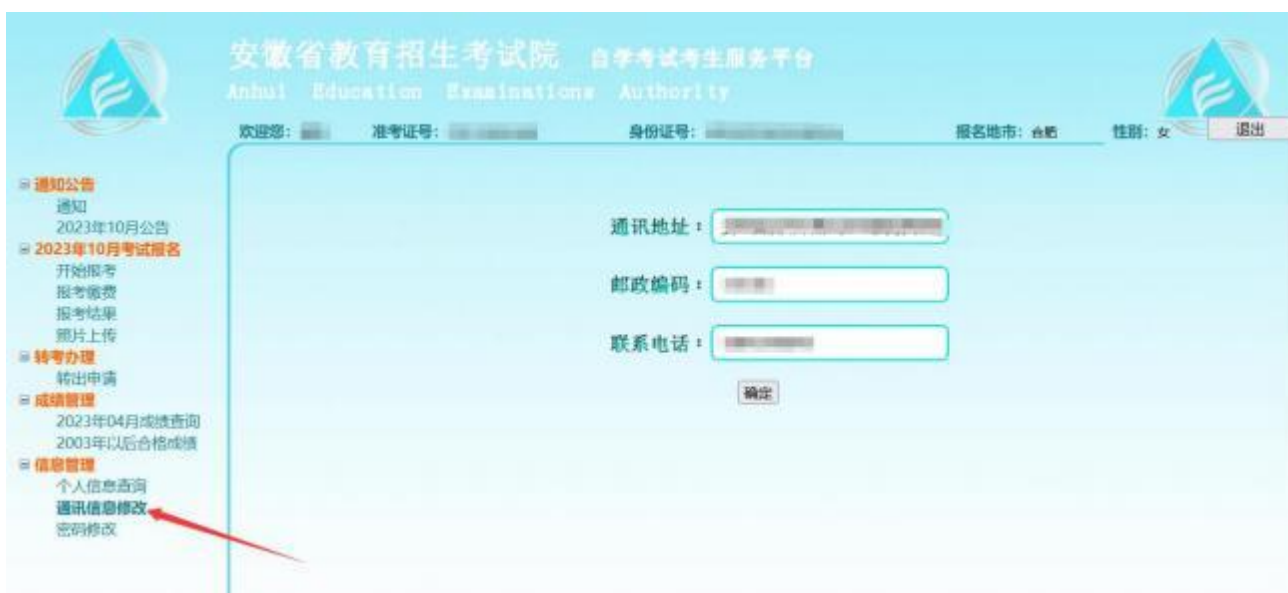 安徽省教育招生考试院 自学考试考生服务平台
Anhui Education Examinations Authority
欢迎您: 准考证号: 身份证号: 报名地市: 合肥 性别: 女 退出
通知公告
通知
2023年10月公告
2023年10月考试报名
开始报考
报考缴费
报考结果
照片上传
转考办理
转出申请
成绩管理
2023年04月成绩查询
2003年以后合格成绩
信息管理
个人信息查询
通讯信息修改
密码修改
通讯地址:
邮政编码:
联系电话:
确定